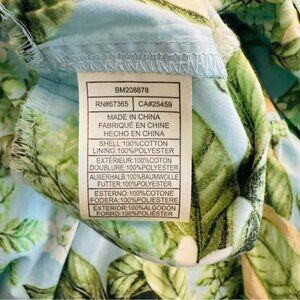 BM208878
RN#67365 CA#25459
MADE IN CHINA
FABRIQUÉ EN CHINE
HECHO EN CHINA
SHELL:100%COTTON
LINING:100%POLYESTER
EXTÉRIEUR:100%COTON
DOUBLURE:100%POLYESTER
AUßERHALB:100%BAUMWOLLE
FUTTER:100%POLYESTER
ESTERNO:100%COTONE
FODERA:100%POLIESTERE
EXTERIOR:100%ALGODÓN
FORRO:100%POLIÉSTER